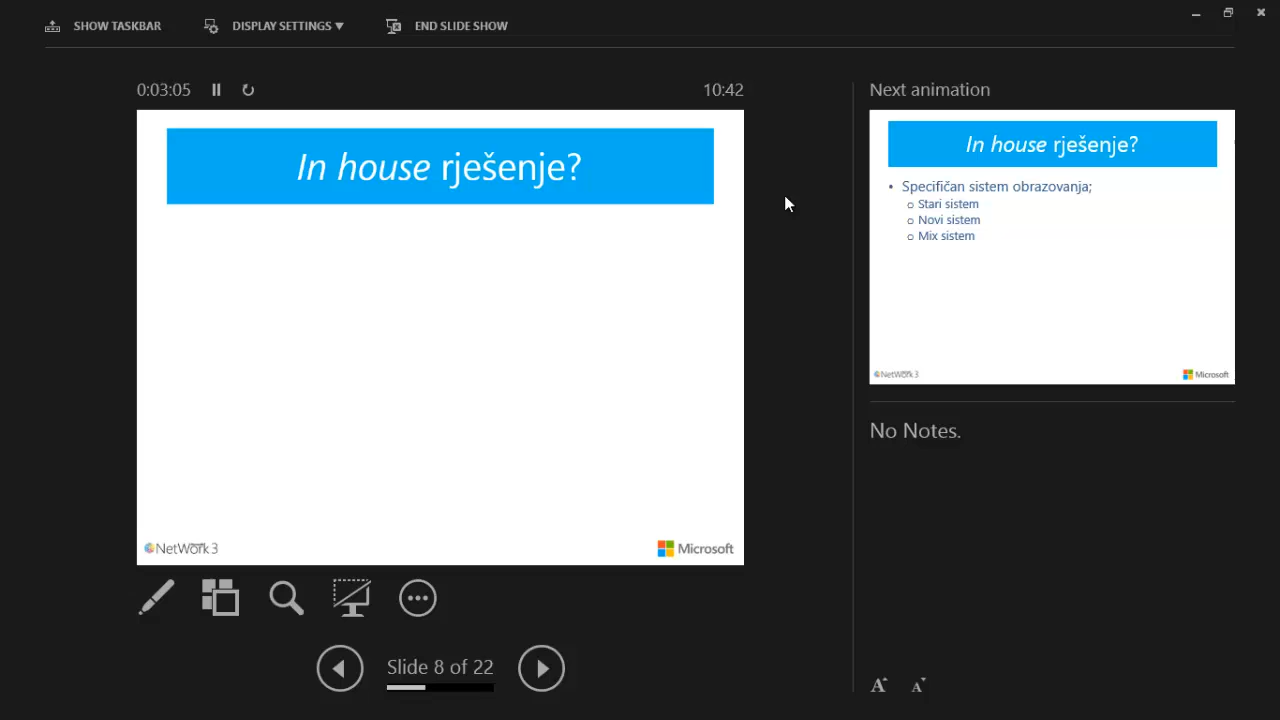 SHOW TASKBAR
DISPLAY SETTINGS
END SLIDE SHOW
0:03:05
10:42
In house rješenje?
NetWork 3
Microsoft
Slide 8 of 22
Next animation
In house rješenje?
• Specifičan sistem obrazovanja;
o Stari sistem
o Novi sistem
o Mix sistem
NetWork 3
Microsoft
No Notes.
A A